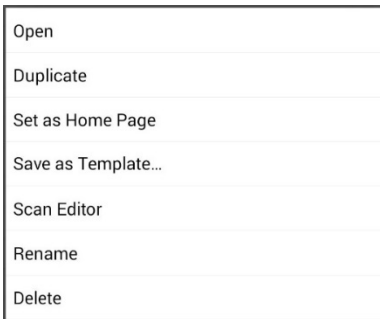 Open
Duplicate
Set as Home Page
Save as Template...
Scan Editor
Rename
Delete